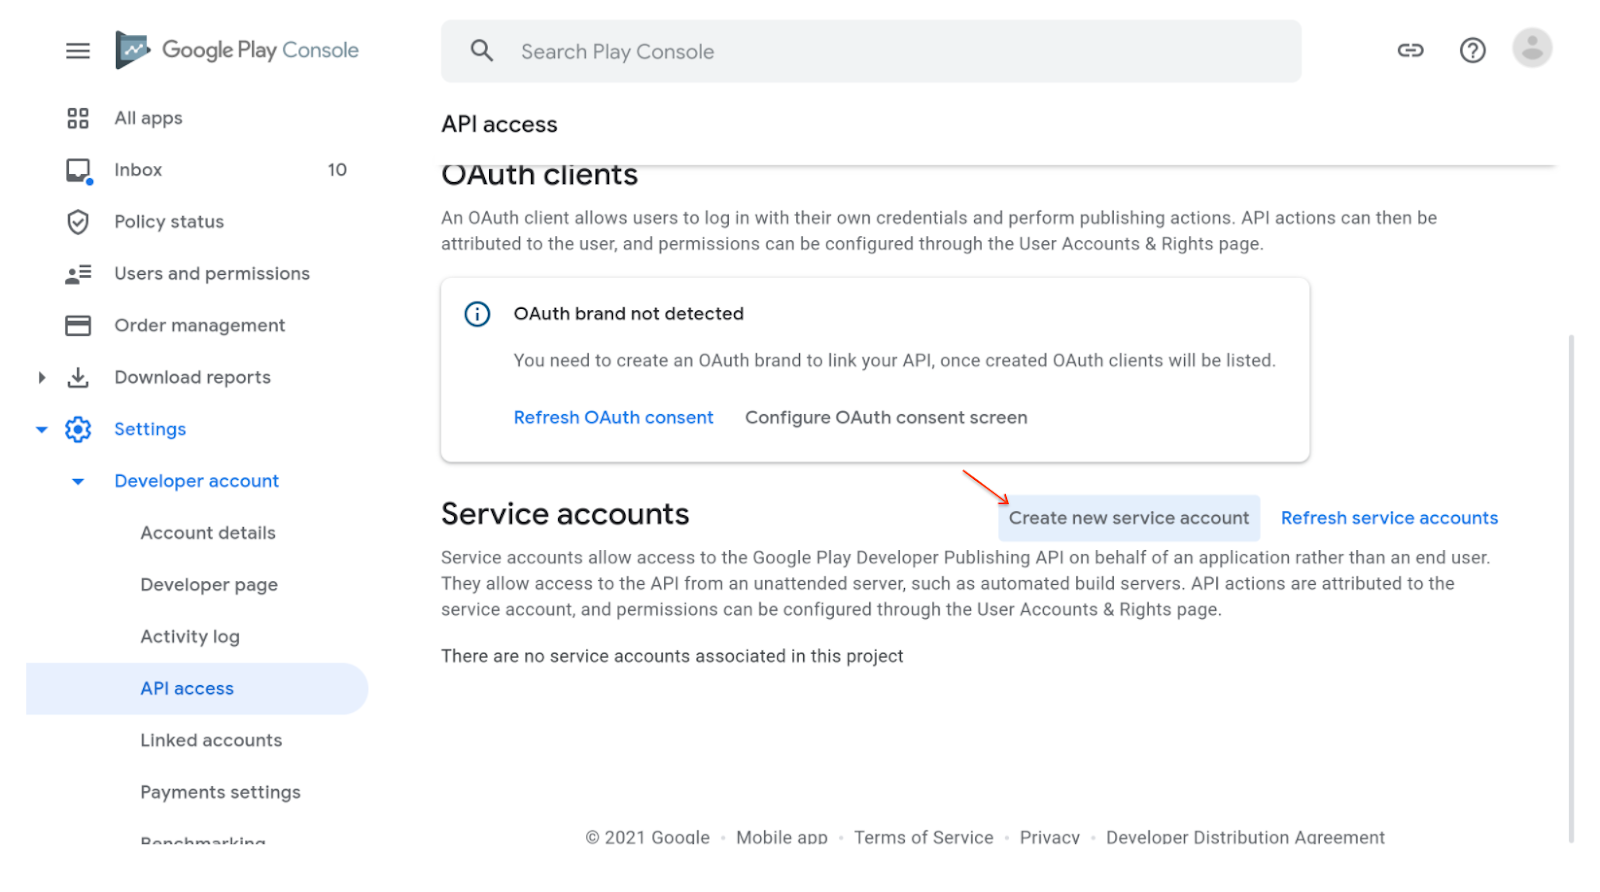 Google Play Console
Search Play Console
All apps
Inbox 10
Policy status
Users and permissions
Order management
Download reports
Settings
Developer account
Account details
Developer page
Activity log
API access
Linked accounts
Payments settings
Benchmarking
API access
OAuth clients
An OAuth client allows users to log in with their own credentials and perform publishing actions. API actions can then be
attributed to the user, and permissions can be configured through the User Accounts & Rights page.
OAuth brand not detected
You need to create an OAuth brand to link your API, once created OAuth clients will be listed.
Refresh OAuth consent Configure OAuth consent screen
Service accounts Create new service account Refresh service accounts
Service accounts allow access to the Google Play Developer Publishing API on behalf of an application rather than an end user.
They allow access to the API from an unattended server, such as automated build servers. API actions are attributed to the
service account, and permissions can be configured through the User Accounts & Rights page.
There are no service accounts associated in this project
© 2021 Google • Mobile app • Terms of Service • Privacy • Developer Distribution Agreement